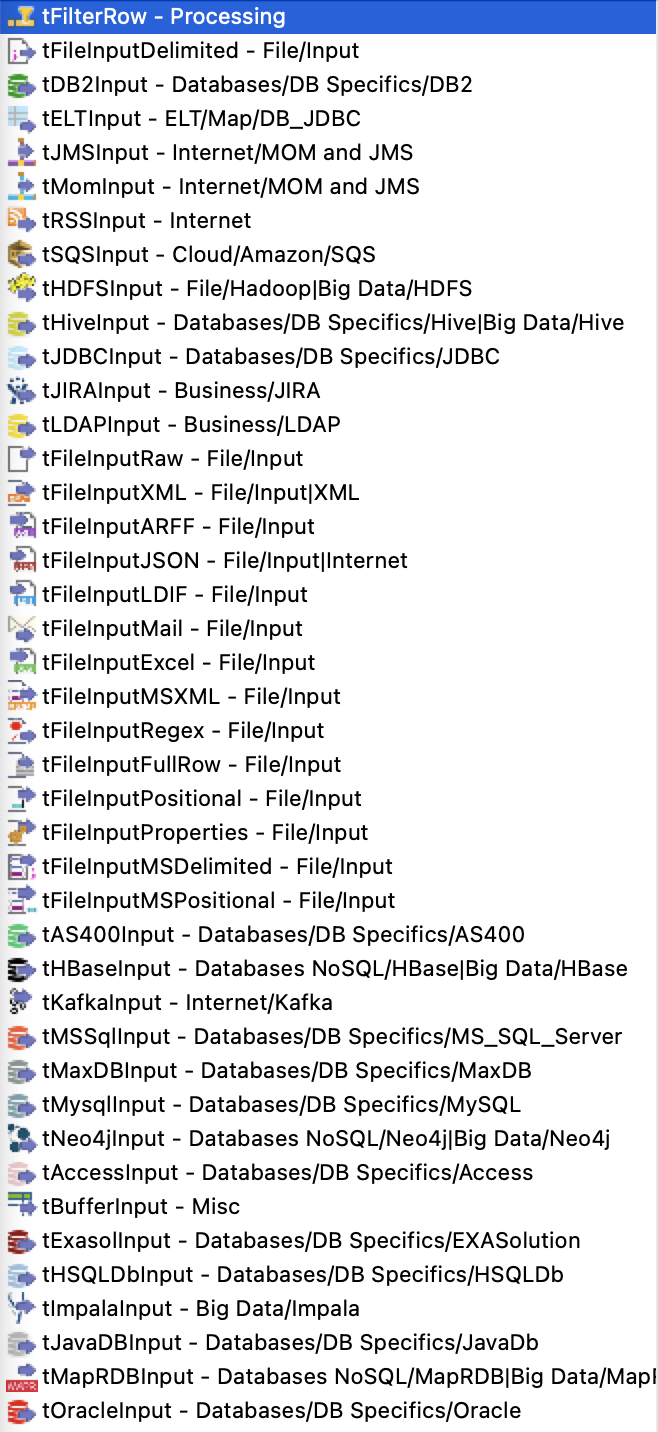 tFilterRow - Processing
tFileInputDelimited - File/Input
tDB2Input - Databases/DB Specifics/DB2
tELTInput - ELT/Map/DB_JDBC
tJMSInput - Internet/MOM and JMS
tMomInput - Internet/MOM and JMS
tRSSInput - Internet
tSQSInput - Cloud/Amazon/SQS
tHDFSInput - File/Hadoop|Big Data/HDFS
tHiveInput - Databases/DB Specifics/Hive|Big Data/Hive
tJDBCInput - Databases/DB Specifics/JDBC
tJIRAInput - Business/JIRA
tLDAPInput - Business/LDAP
tFileInputRaw - File/Input
tFileInputXML - File/Input|XML
tFileInputARFF - File/Input
tFileInputJSON - File/Input|Internet
tFileInputLDIF - File/Input
tFileInputMail - File/Input
tFileInputExcel - File/Input
tFileInputMSXML - File/Input
tFileInputRegex - File/Input
tFileInputFullRow - File/Input
tFileInputPositional - File/Input
tFileInputProperties - File/Input
tFileInputMSDelimited - File/Input
tFileInputMSPositional - File/Input
tAS400Input - Databases/DB Specifics/AS400
tHBaseInput - Databases NoSQL/HBase|Big Data/HBase
tKafkaInput - Internet/Kafka
tMSSqlInput - Databases/DB Specifics/MS_SQL_Server
tMaxDBInput - Databases/DB Specifics/MaxDB
tMysqlInput - Databases/DB Specifics/MySQL
tNeo4jInput - Databases NoSQL/Neo4j|Big Data/Neo4j
tAccessInput - Databases/DB Specifics/Access
tBufferInput - Misc
tExasolInput - Databases/DB Specifics/EXASolution
tHSQLDbInput - Databases/DB Specifics/HSQLDb
tImpalaInput - Big Data/Impala
tJavaDBInput - Databases/DB Specifics/JavaDb
tMapRDBInput - Databases NoSQL/MapRDB|Big Data/Map
tOracleInput - Databases/DB Specifics/Oracle